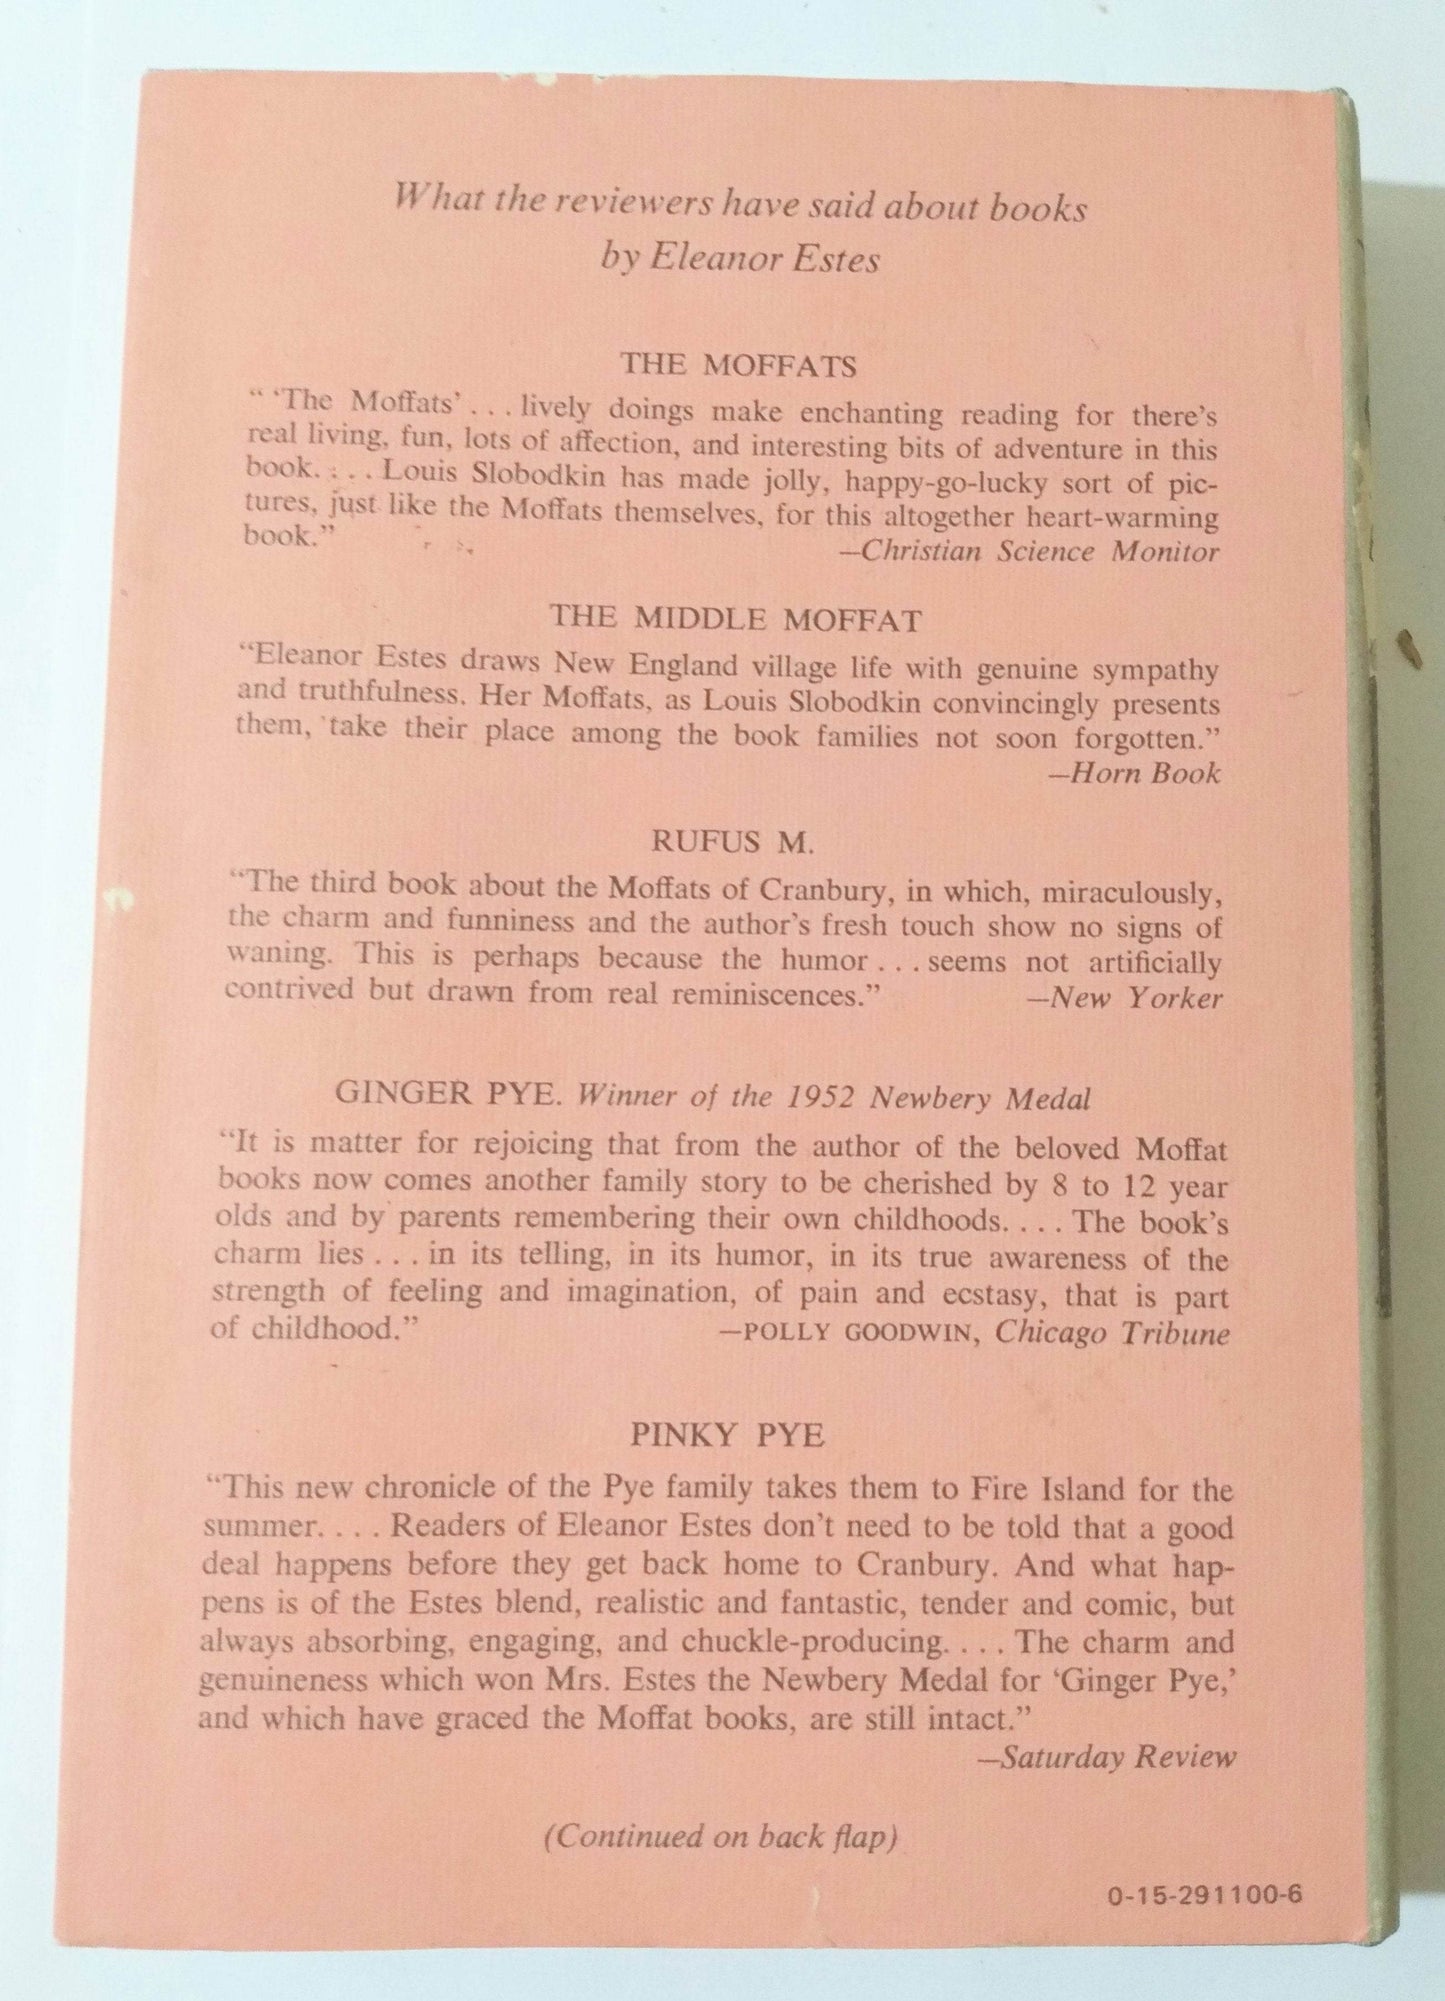 What the reviewers have said about books
by Eleanor Estes
THE MOFFATS
“ ‘The Moffats’ . . . lively doings make enchanting reading for there’s
real living, fun, lots of affection, and interesting bits of adventure in this
book. . . . Louis Slobodkin has made jolly, happy-go-lucky sort of pic-
tures, just like the Moffats themselves, for this altogether heart-warming
book.” —Christian Science Monitor
THE MIDDLE MOFFAT
“Eleanor Estes draws New England village life with genuine sympathy
and truthfulness. Her Moffats, as Louis Slobodkin convincingly presents
them, take their place among the book families not soon forgotten.”
—Horn Book
RUFUS M.
“The third book about the Moffats of Cranbury, in which, miraculously,
the charm and funniness and the author’s fresh touch show no signs of
waning. This is perhaps because the humor . . . seems not artificially
contrived but drawn from real reminiscences.” —New Yorker
GINGER PYE. Winner of the 1952 Newbery Medal
“It is matter for rejoicing that from the author of the beloved Moffat
books now comes another family story to be cherished by 8 to 12 year
olds and by parents remembering their own childhoods. . . . The book’s
charm lies . . . in its telling, in its humor, in its true awareness of the
strength of feeling and imagination, of pain and ecstasy, that is part
of childhood.” —POLLY GOODWIN, Chicago Tribune
PINKY PYE
“This new chronicle of the Pye family takes them to Fire Island for the
summer. . . . Readers of Eleanor Estes don’t need to be told that a good
deal happens before they get back home to Cranbury. And what hap-
pens is of the Estes blend, realistic and fantastic, tender and comic, but
always absorbing, engaging, and chuckle-producing. . . . The charm and
genuineness which won Mrs. Estes the Newbery Medal for ‘Ginger Pye,’
and which have graced the Moffat books, are still intact.”
—Saturday Review
(Continued on back flap)
0-15-291100-6